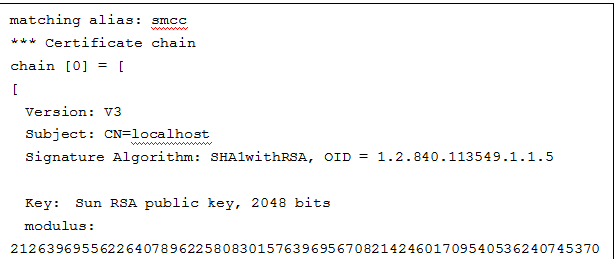 matching alias: smcc
*** Certificate chain
chain [0] = [
[
Version: V3
Subject: CN=localhost
Signature Algorithm: SHA1withRSA, OID = 1.2.840.113549.1.1.5
Key: Sun RSA public key, 2048 bits
modulus:
2126396955622640789622580830157639695670821424601709540536240745370